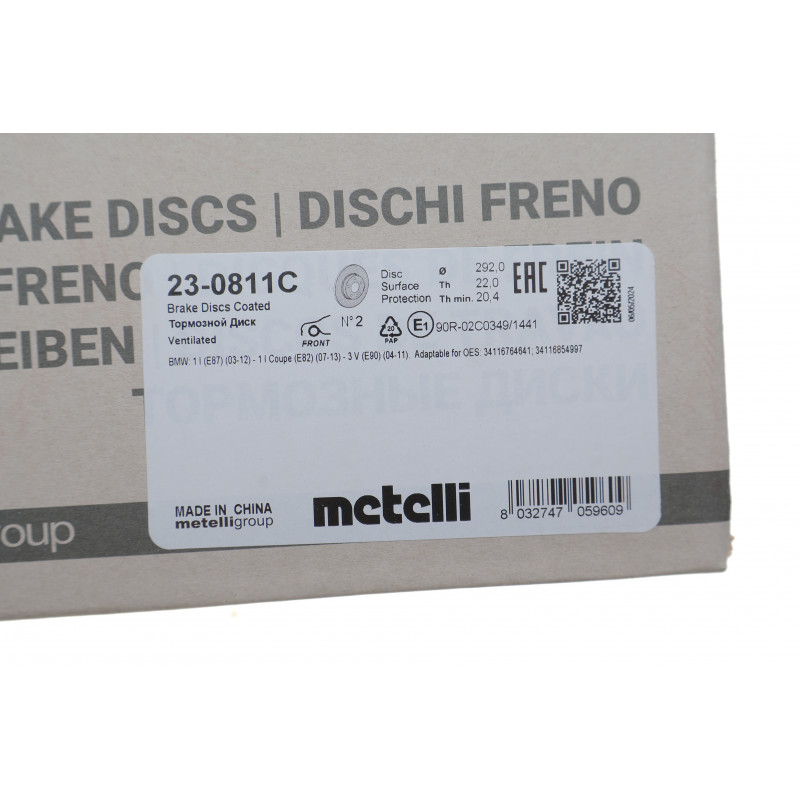 AKE DISCS | DISCHI FRENO
FRENO
EIBEN
ТОРМОЗНЫЕ ДИСКИ
23-0811C
Brake Discs Coated
Тормозной Диск
Ventilated
FRONT
N° 2
Disc Surface Protection
Ø 292,0
Th 22,0
Th min. 20,4
EAC
20
PAP
E1 90R-02C0349/1441
06/05/2024
BMW: 1 I (E87) (03-12) - 1 I Coupe (E82) (07-13) - 3 V (E90) (04-11). Adaptable for OES: 34116764641; 34116854997
MADE IN CHINA
metelligroup
metelli
8 032747 059609
roup